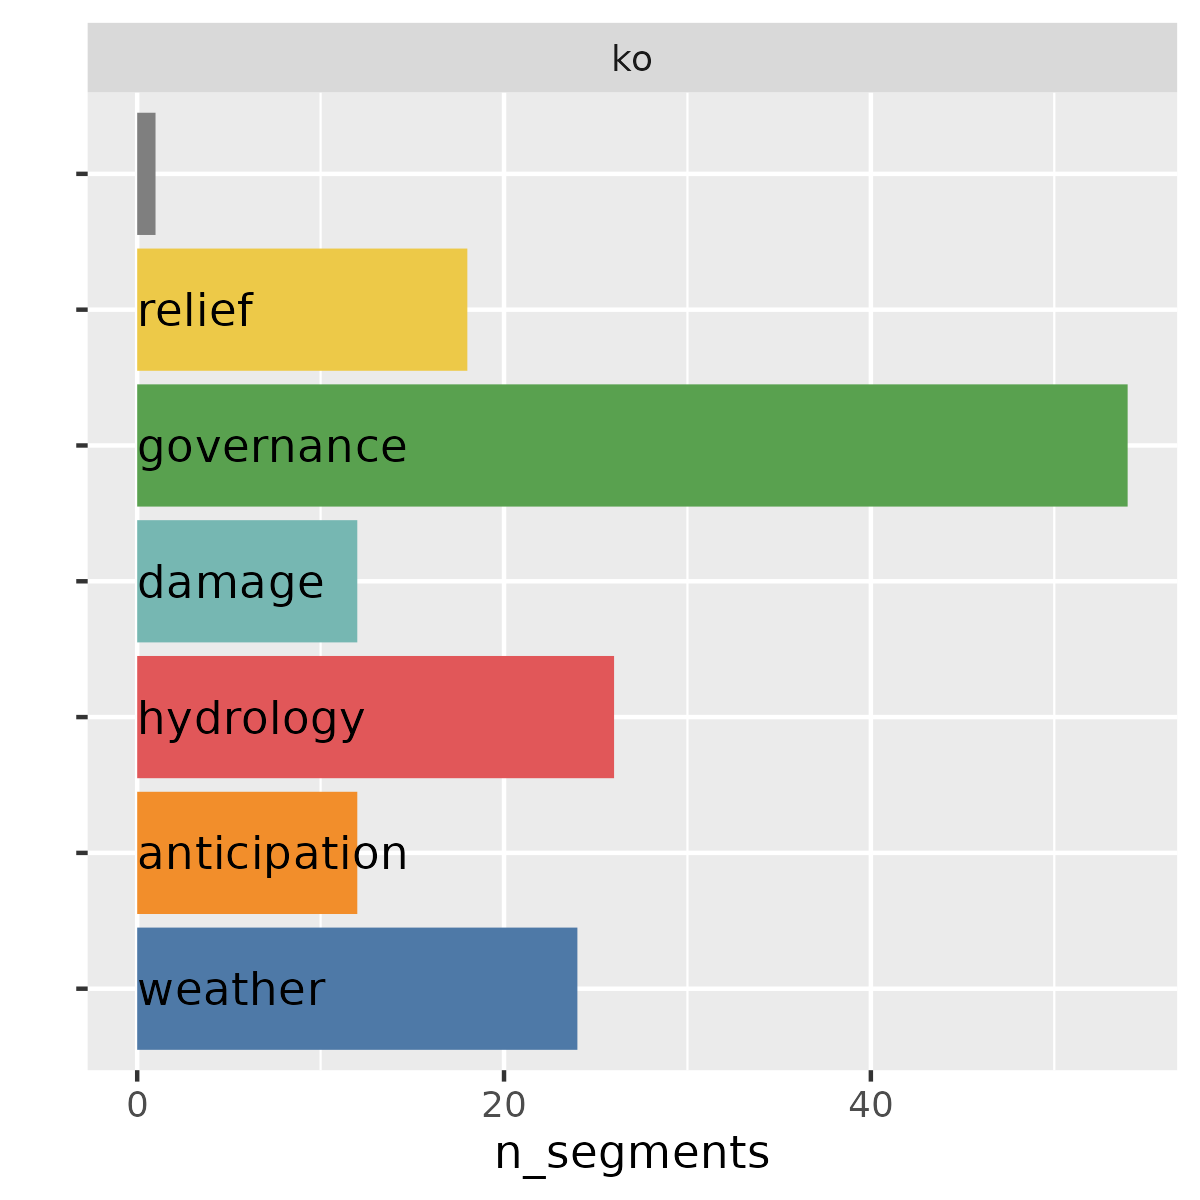 ko
relief
governance
damage
hydrology
anticipation
weather
0 20 40
n_segments